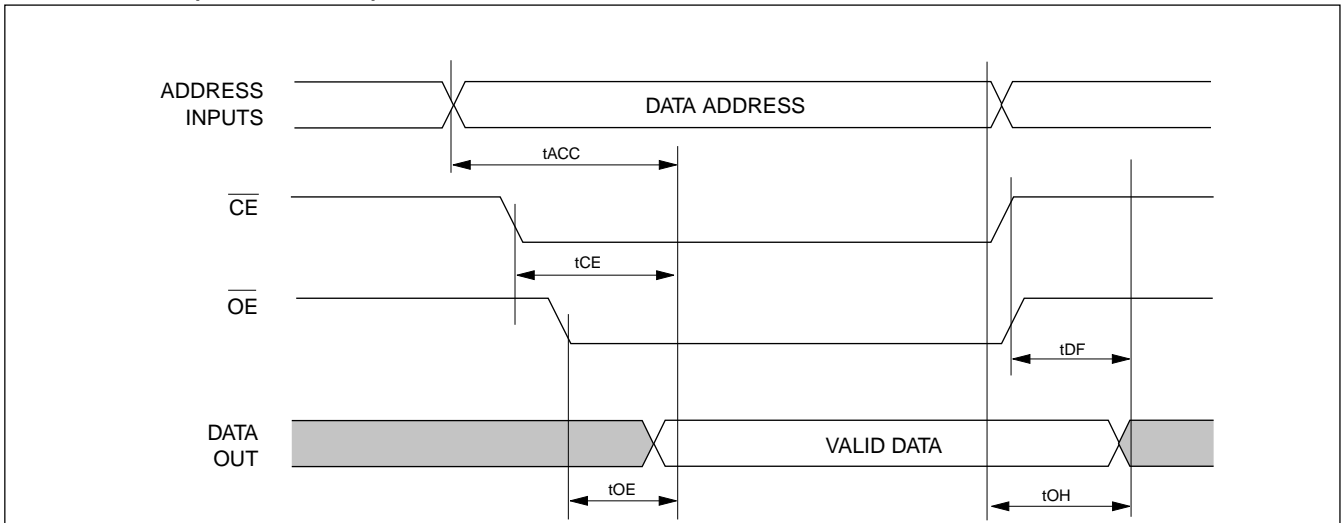 ADDRESS
INPUTS
DATA ADDRESS
tACC
CE
tCE
OE
tDF
DATA
OUT
VALID DATA
tOE
tOH